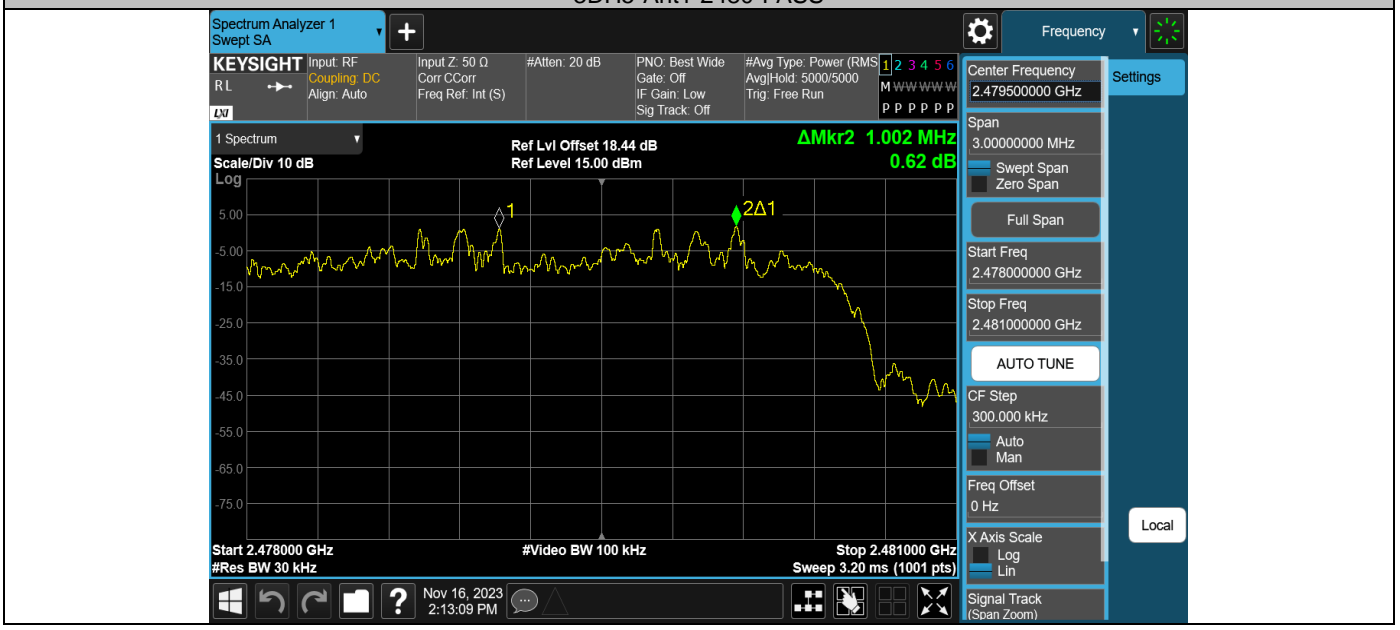 Spectrum Analyzer 1
Swept SA
Frequency
KEYSIGHT
R L
LXI
Input: RF
Coupling: DC
Align: Auto
Input Z: 50 Ω
Corr CCorr
Freq Ref: Int (S)
#Atten: 20 dB
PNO: Best Wide
Gate: Off
IF Gain: Low
Sig Track: Off
#Avg Type: Power (RMS
Avg|Hold: 5000/5000
Trig: Free Run
1 2 3 4 5 6
M W W W W W
P P P P P P
1 Spectrum
Scale/Div 10 dB
Log
Ref Lvl Offset 18.44 dB
Ref Level 15.00 dBm
ΔMkr2 1.002 MHz
0.62 dB
1
2Δ1
5.00
-5.00
-15.0
-25.0
-35.0
-45.0
-55.0
-65.0
-75.0
Start 2.478000 GHz
#Res BW 30 kHz
#Video BW 100 kHz
Stop 2.481000 GHz
Sweep 3.20 ms (1001 pts)
Center Frequency
2.479500000 GHz
Settings
Span
3.00000000 MHz
Swept Span
Zero Span
Full Span
Start Freq
2.478000000 GHz
Stop Freq
2.481000000 GHz
AUTO TUNE
CF Step
300.000 kHz
Auto
Man
Freq Offset
0 Hz
Local
X Axis Scale
Log
Lin
Signal Track
(Span Zoom)
?
Nov 16, 2023
2:13:09 PM